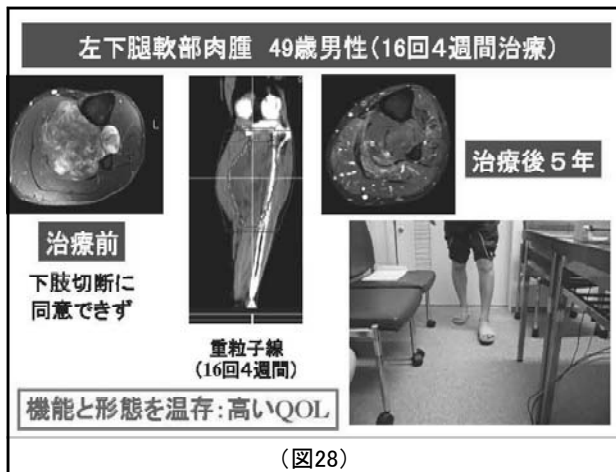 左下腿軟部肉腫 49歳男性(16回4週間治療)
L
治療後5年
治療前
下肢切断に
同意できず
重粒子線
(16回4週間)
機能と形態を温存:高いQOL
(図28)